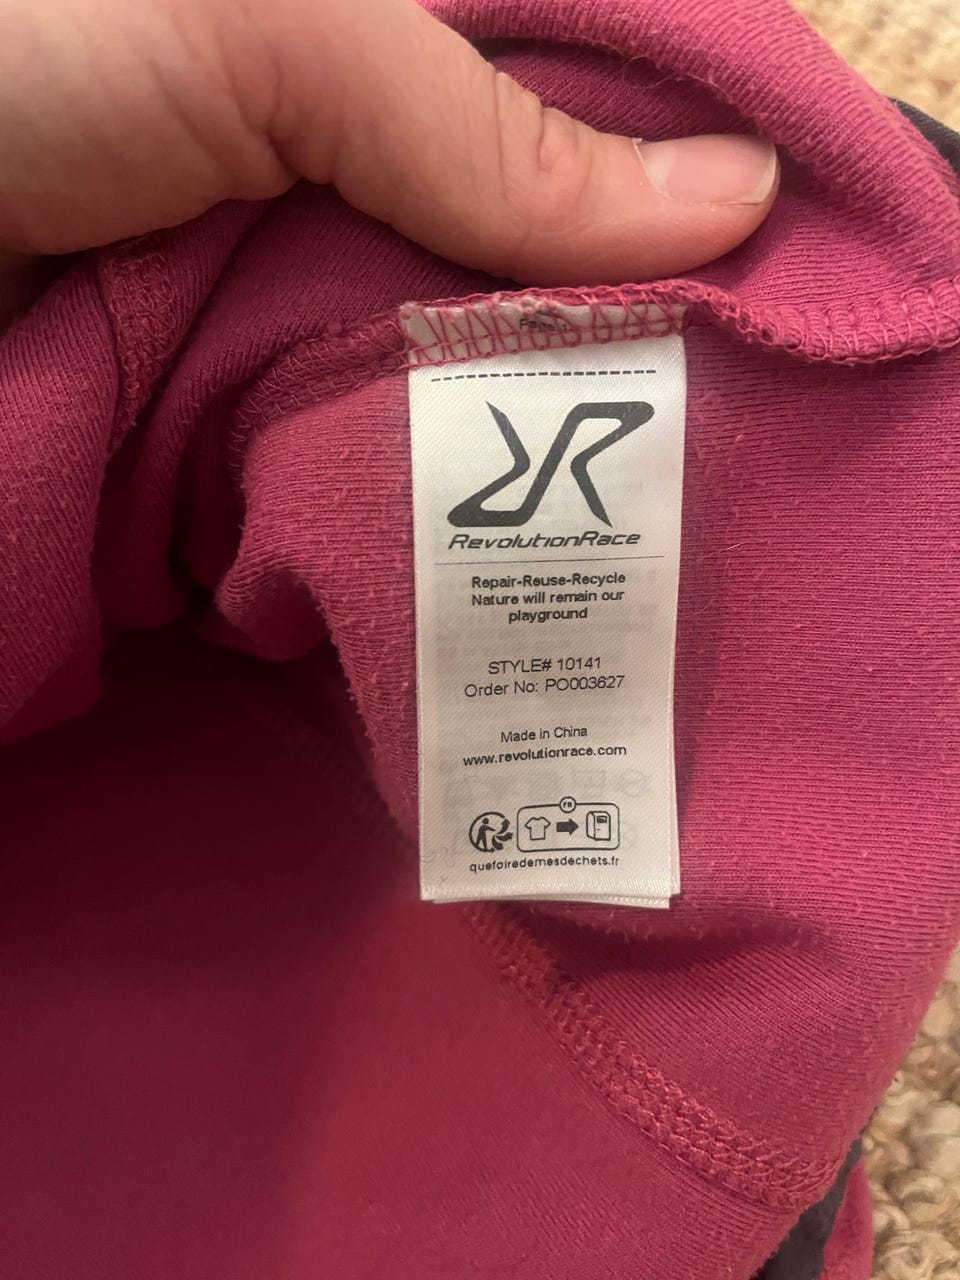 RevolutionRace
Repair-Reuse-Recycle
Nature will remain our
playground
STYLE# 10141
Order No: PO003627
Made in China
www.revolutionrace.com
FR
quefairedemesdechets.fr